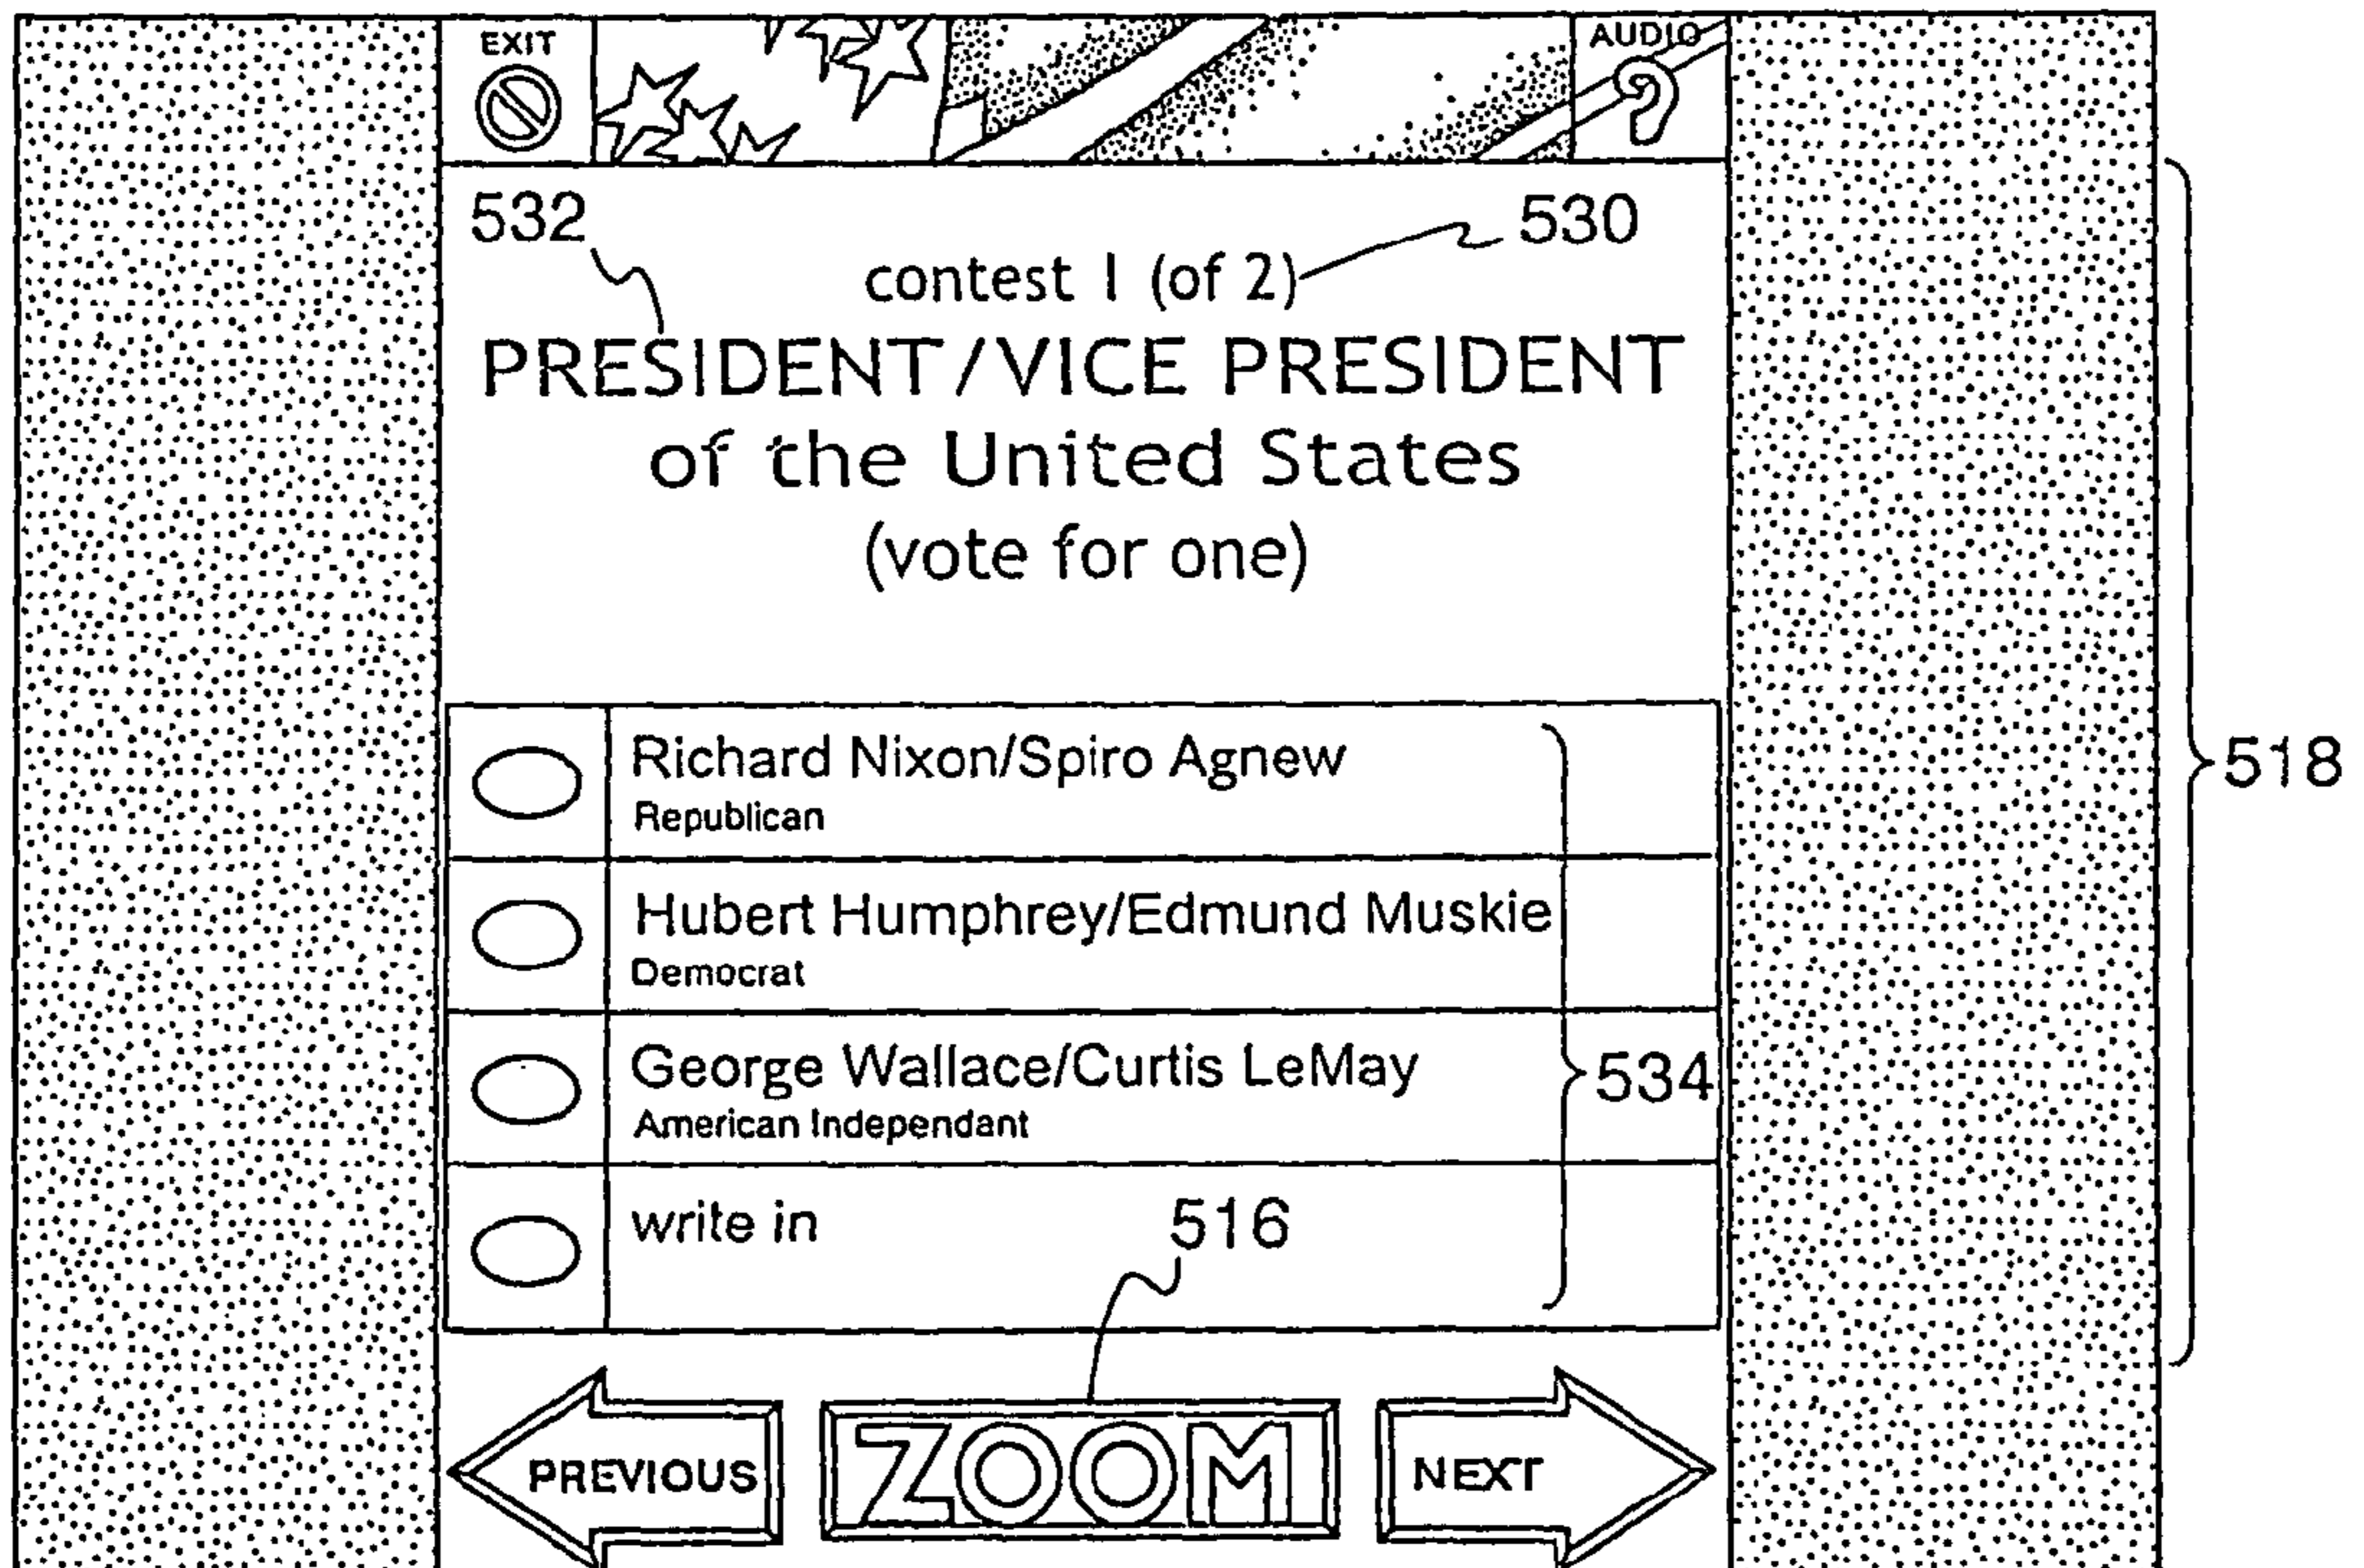 EXIT
AUDIO
532
530
contest 1 (of 2)
PRESIDENT/VICE PRESIDENT
of the United States
(vote for one)
Richard Nixon/Spiro Agnew
Republican
518
Hubert Humphrey/Edmund Muskie
Democrat
George Wallace/Curtis LeMay
534
American Independant
write in
516
PREVIOUS
ZOOM
NEXT